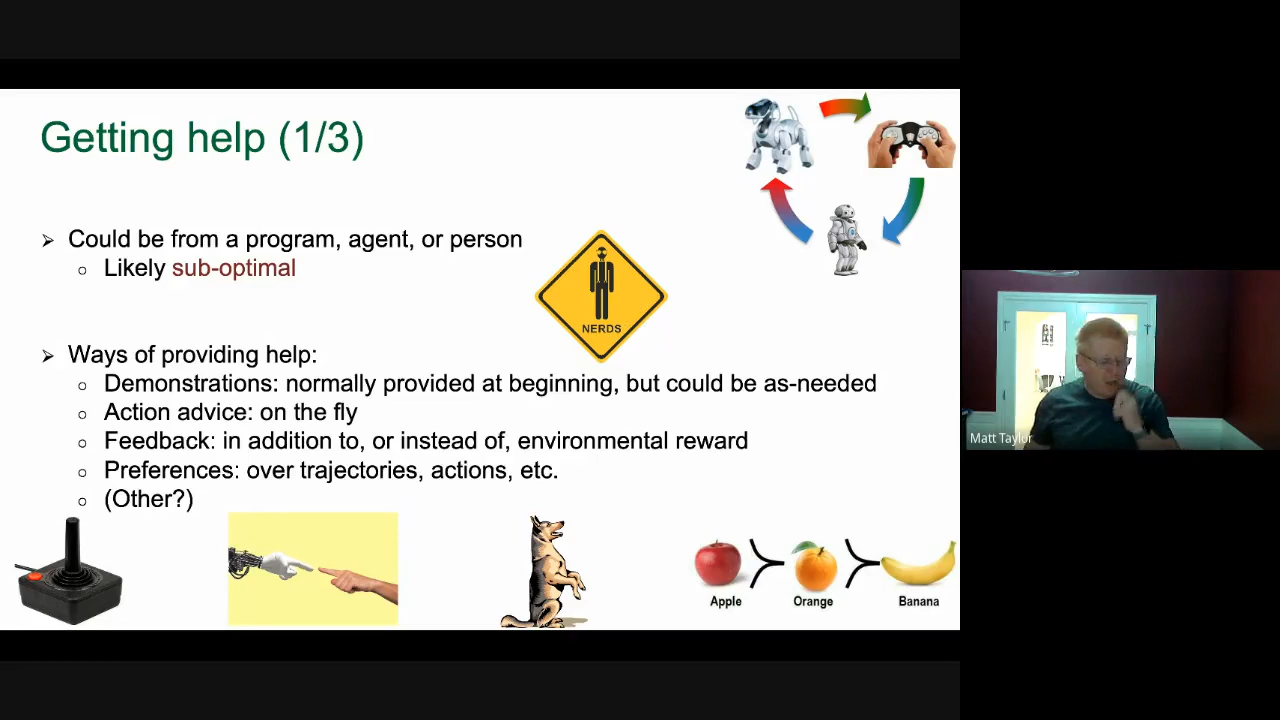 Getting help (1/3)
➢ Could be from a program, agent, or person
○ Likely sub-optimal
NERDS
➢ Ways of providing help:
○ Demonstrations: normally provided at beginning, but could be as-needed
○ Action advice: on the fly
○ Feedback: in addition to, or instead of, environmental reward
○ Preferences: over trajectories, actions, etc.
○ (Other?)
Apple
Orange
Banana
Matt Taylor